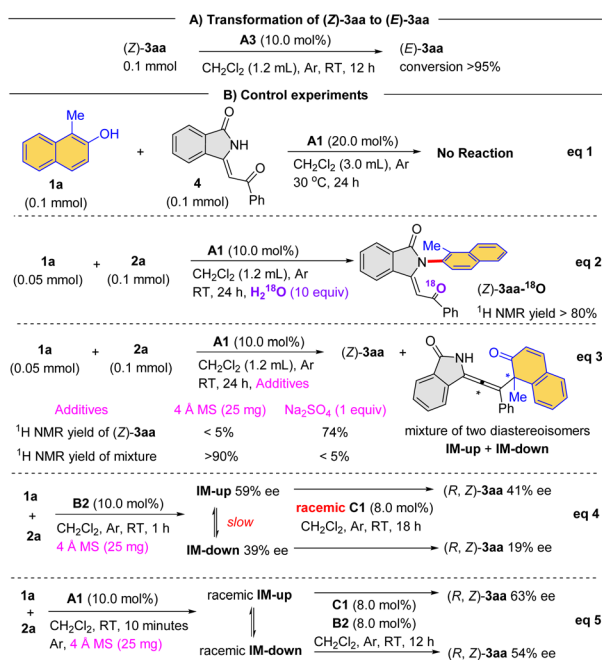 A) Transformation of (Z)-3aa to (E)-3aa
(Z)-3aa
0.1 mmol
A3 (10.0 mol%)
CH2Cl2 (1.2 mL), Ar, RT, 12 h
(E)-3aa
conversion >95%
B) Control experiments
Me
OH
1a
(0.1 mmol)
+
O
NH
O
Ph
4
(0.1 mmol)
A1 (20.0 mol%)
CH2Cl2 (3.0 mL), Ar
30 °C, 24 h
No Reaction
eq 1
1a
(0.05 mmol)
+
2a
(0.1 mmol)
A1 (10.0 mol%)
CH2Cl2 (1.2 mL), Ar
RT, 24 h, H218O (10 equiv)
O
Me
N
18O
O
Ph
(Z)-3aa-18O
1H NMR yield > 80%
eq 2
1a
(0.05 mmol)
+
2a
(0.1 mmol)
A1 (10.0 mol%)
CH2Cl2 (1.2 mL), Ar
RT, 24 h, Additives
(Z)-3aa
+
O
NH
O
*
*
Me
Ph
eq 3
Additives 4 Å MS (25 mg) Na2SO4 (1 equiv)
1H NMR yield of (Z)-3aa < 5% 74%
1H NMR yield of mixture >90% < 5%
mixture of two diastereoisomers
IM-up + IM-down
1a
+
2a
B2 (10.0 mol%)
CH2Cl2, Ar, RT, 1 h
4 Å MS (25 mg)
IM-up 59% ee
slow
IM-down 39% ee
racemic C1 (8.0 mol%)
CH2Cl2, Ar, RT, 18 h
(R, Z)-3aa 41% ee
(R, Z)-3aa 19% ee
eq 4
1a
+
2a
A1 (10.0 mol%)
CH2Cl2, RT, 10 minutes
Ar, 4 Å MS (25 mg)
racemic IM-up
racemic IM-down
C1 (8.0 mol%)
B2 (8.0 mol%)
CH2Cl2, Ar, RT, 12 h
(R, Z)-3aa 63% ee
(R, Z)-3aa 54% ee
eq 5